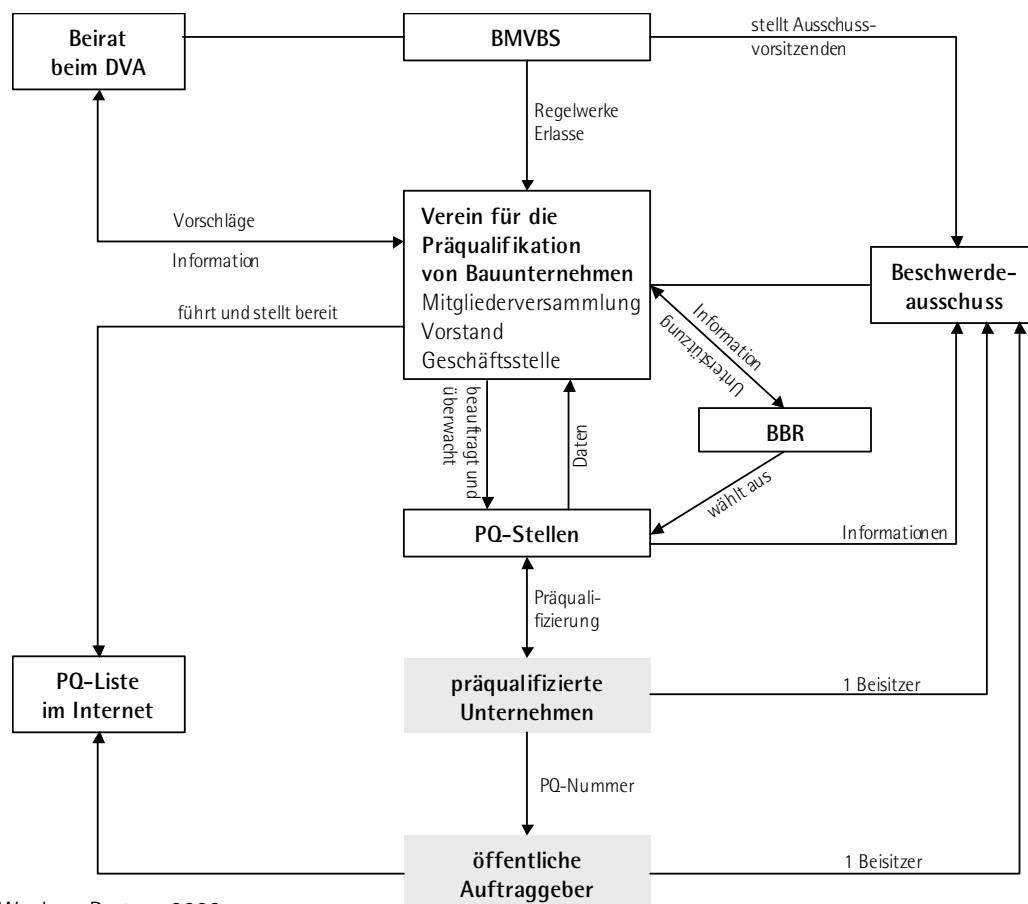 Beirat
beim DVA
BMVBS
stellt Ausschuss-
vorsitzenden
Regelwerke
Erlasse
Vorschläge
Information
Verein für die
Präqualifikation
von Bauunternehmen
Mitgliederversammlung
Vorstand
Geschäftsstelle
Beschwerde-
ausschuss
führt und stellt bereit
Information
Unterstützung
beauftragt und
überwacht
Daten
BBR
wählt aus
PQ-Stellen
Informationen
Präquali-
fizierung
PQ-Liste
im Internet
präqualifizierte
Unternehmen
1 Beisitzer
PQ-Nummer
öffentliche
Auftraggeber
1 Beisitzer